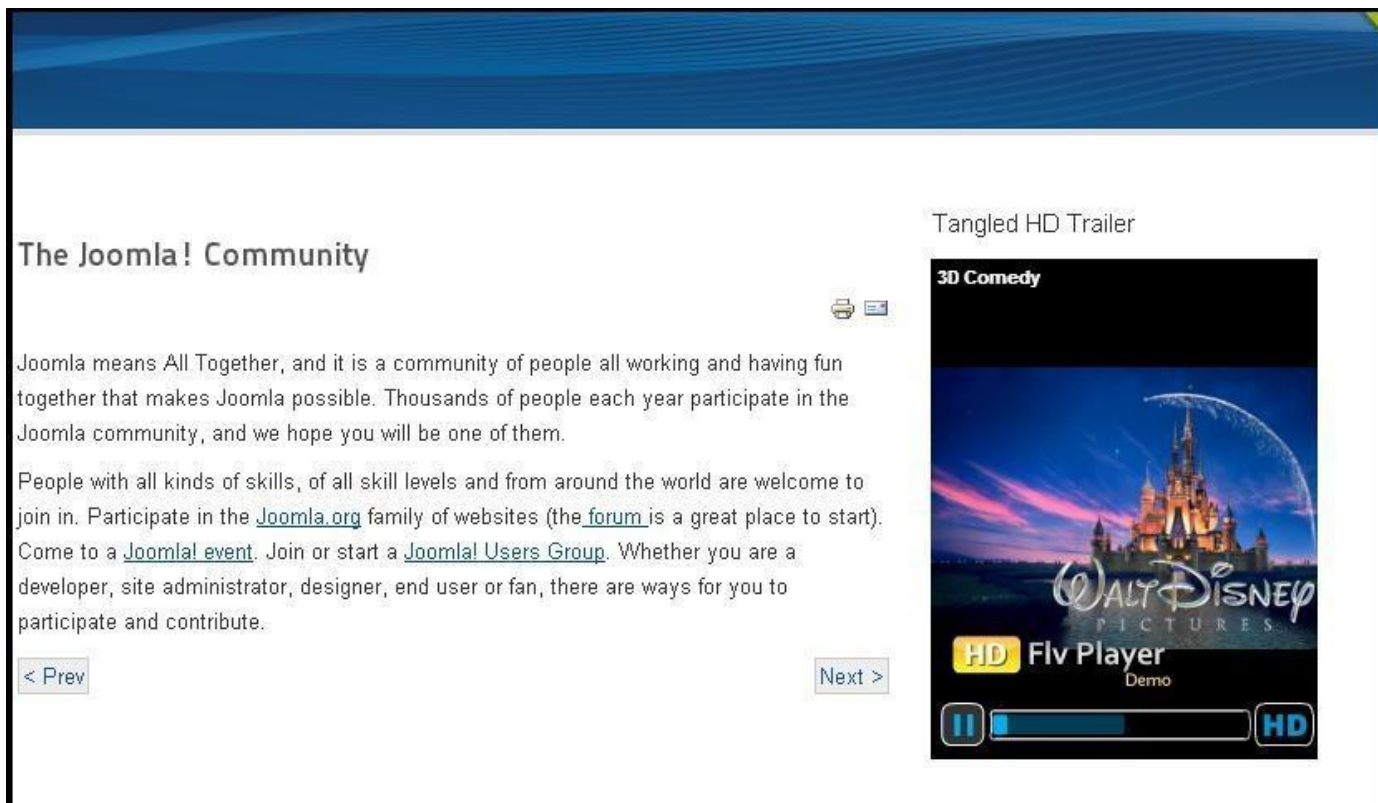 The Joomla! Community
Joomla means All Together, and it is a community of people all working and having fun
together that makes Joomla possible. Thousands of people each year participate in the
Joomla community, and we hope you will be one of them.
People with all kinds of skills, of all skill levels and from around the world are welcome to
join in. Participate in the Joomla.org family of websites (the forum is a great place to start).
Come to a Joomla! event. Join or start a Joomla! Users Group. Whether you are a
developer, site administrator, designer, end user or fan, there are ways for you to
participate and contribute.
< Prev
Next >
Tangled HD Trailer
3D Comedy
WALT DISNEY
PICTURES
HD Flv Player
Demo
HD